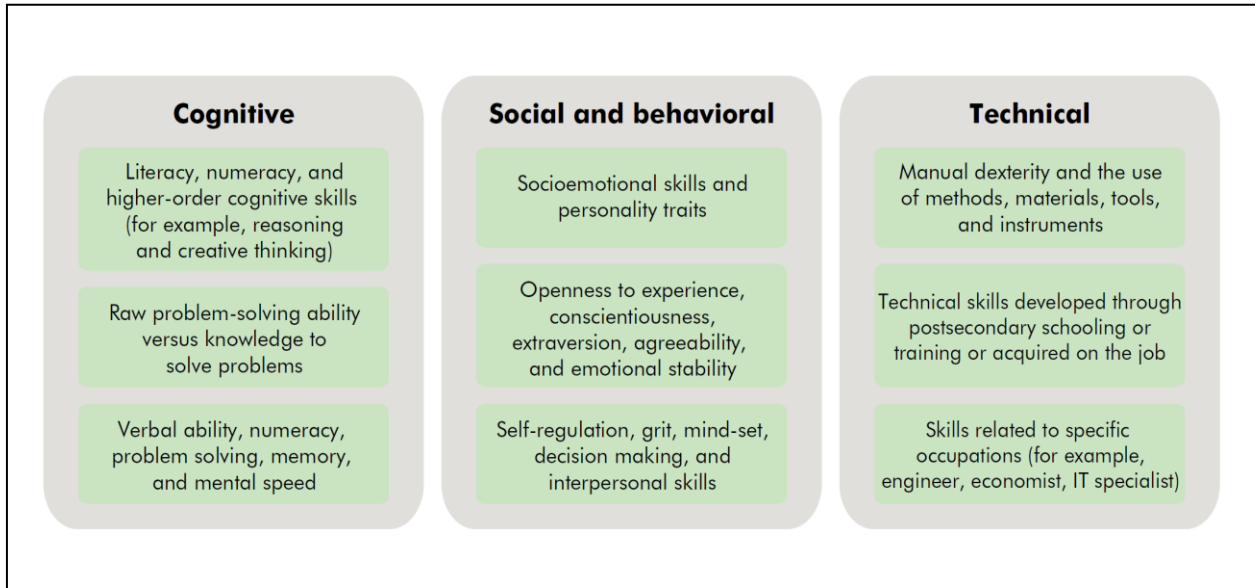 Cognitive
Literacy, numeracy, and
higher-order cognitive skills
(for example, reasoning
and creative thinking)
Raw problem-solving ability
versus knowledge to
solve problems
Verbal ability, numeracy,
problem solving, memory,
and mental speed
Social and behavioral
Socioemotional skills and
personality traits
Openness to experience,
conscientiousness,
extraversion, agreeability,
and emotional stability
Self-regulation, grit, mind-set,
decision making, and
interpersonal skills
Technical
Manual dexterity and the use
of methods, materials, tools,
and instruments
Technical skills developed through
postsecondary schooling or
training or acquired on the job
Skills related to specific
occupations (for example,
engineer, economist, IT specialist)